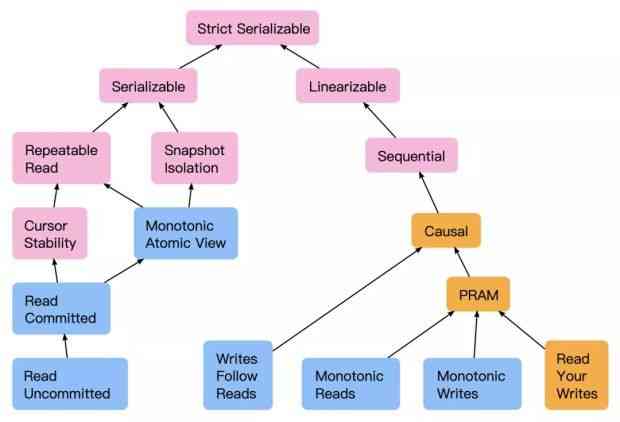 Strict Serializable
Serializable
Linearizable
Repeatable
Read
Snapshot
Isolation
Sequential
Cursor
Stability
Monotonic
Atomic View
Causal
Read
Committed
PRAM
Read
Uncommitted
Writes
Follow
Reads
Monotonic
Reads
Monotonic
Writes
Read
Your
Writes